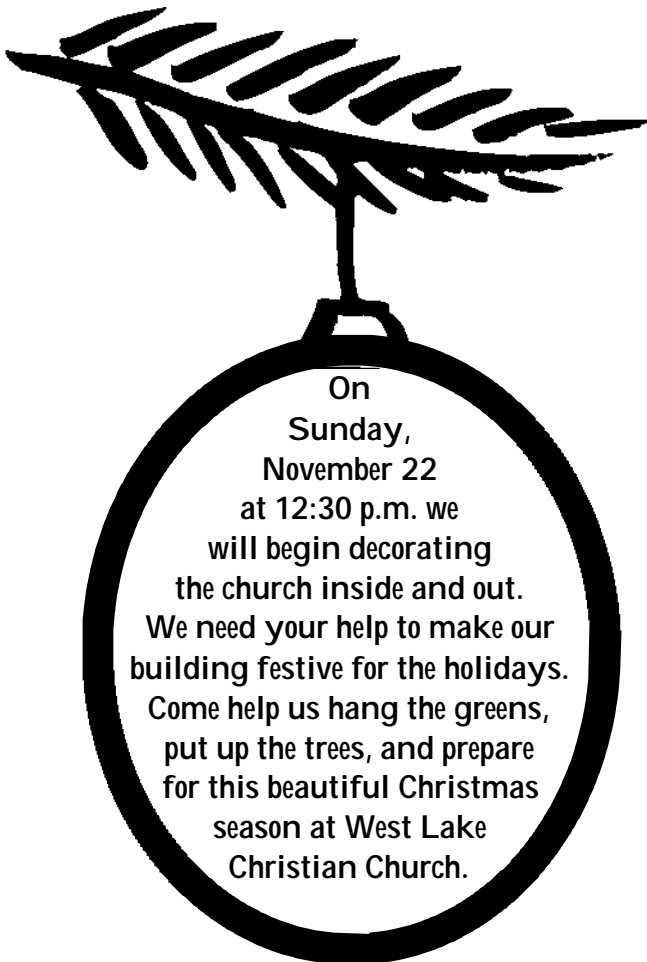 On
Sunday,
November 22
at 12:30 p.m. we
will begin decorating
the church inside and out.
We need your help to make our
building festive for the holidays.
Come help us hang the greens,
put up the trees, and prepare
for this beautiful Christmas
season at West Lake
Christian Church.